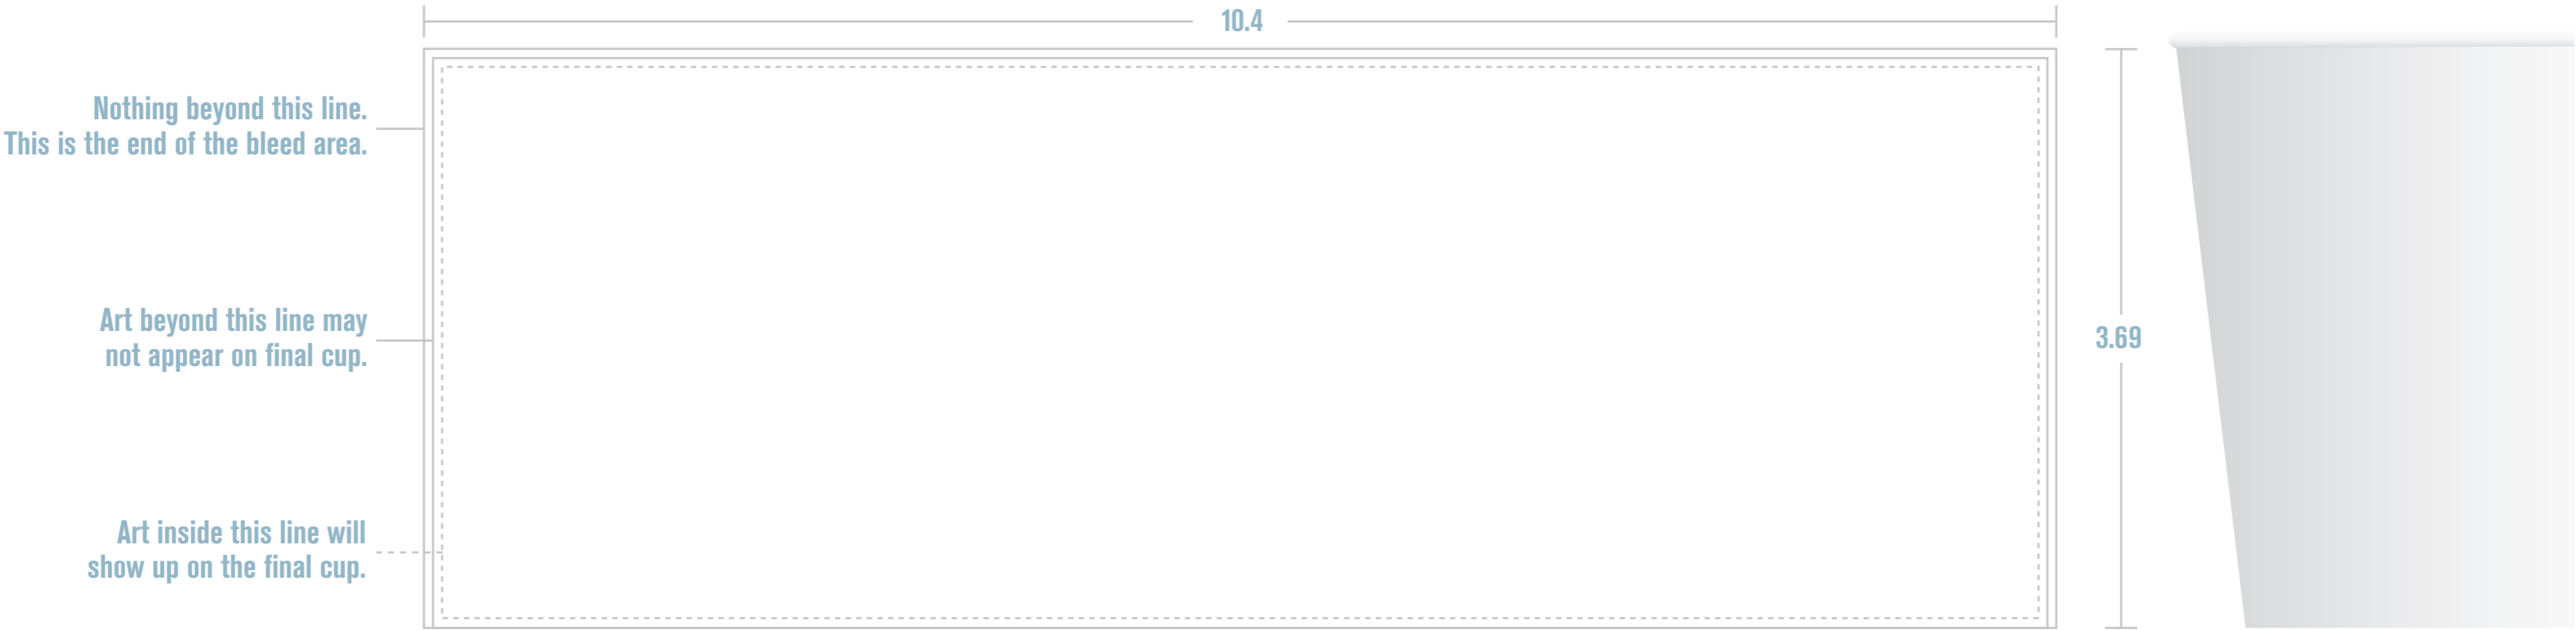 10.4
Nothing beyond this line.
This is the end of the bleed area.
Art beyond this line may
not appear on final cup.
3.69
Art inside this line will
show up on the final cup.